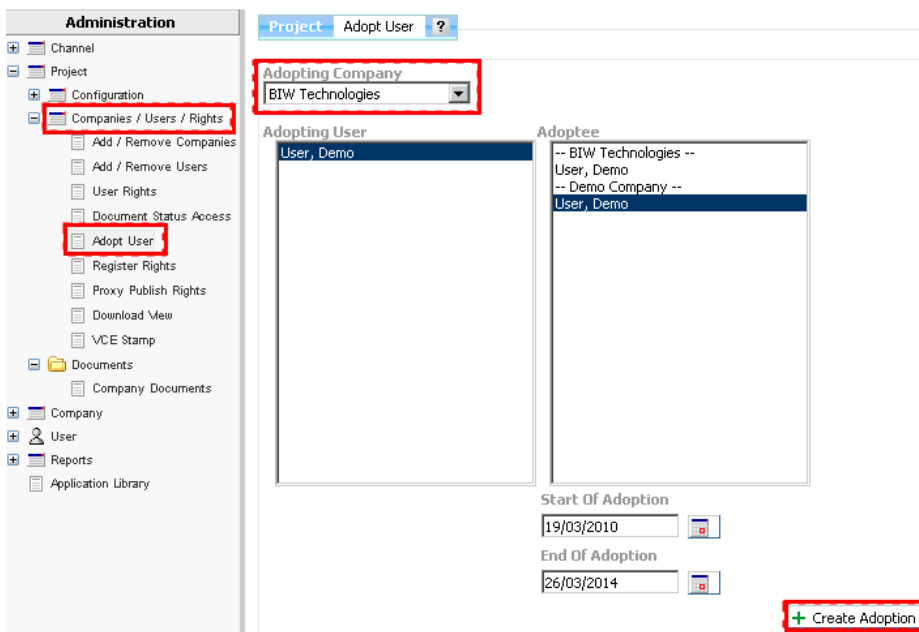 Administration
Channel
Project
Configuration
Companies / Users / Rights
Add / Remove Companies
Add / Remove Users
User Rights
Document Status Access
Adopt User
Register Rights
Proxy Publish Rights
Download View
VCE Stamp
Documents
Company Documents
Company
User
Reports
Application Library
Project Adopt User ?
Adopting Company
BIW Technologies
Adopting User
User, Demo
Adoptee
-- BIW Technologies --
User, Demo
-- Demo Company --
User, Demo
Start Of Adoption
19/03/2010
End Of Adoption
26/03/2014
+ Create Adoption